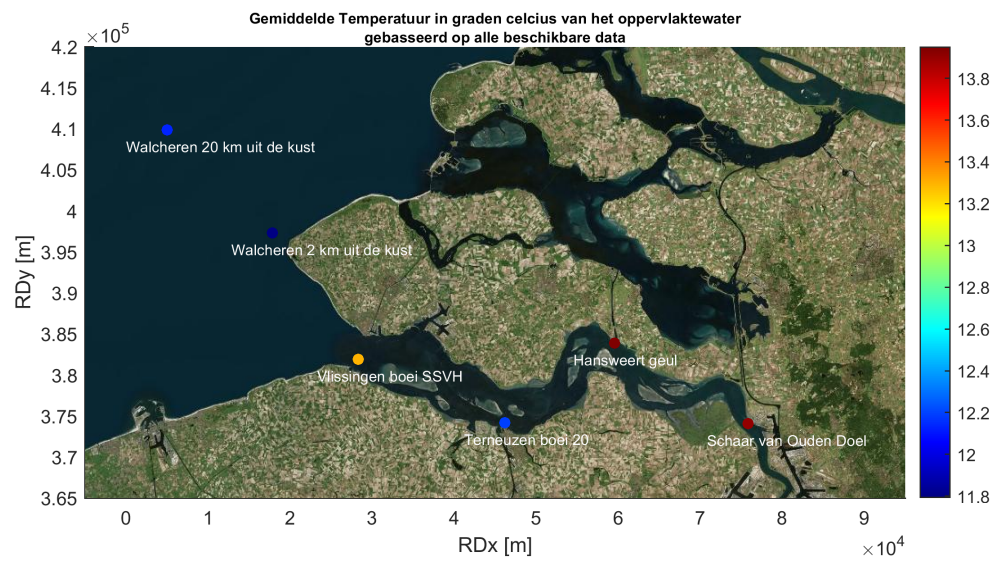 Gemiddelde Temperatuur in graden celcius van het oppervlaktewater
gebasseerd op alle beschikbare data
×10⁵
4.2
4.15
4.1
4.05
4
3.95
3.9
3.85
3.8
3.75
3.7
3.65
RDy [m]
Walcheren 20 km uit de kust
Walcheren 2 km uit de kust
Vlissingen boei SSVH
Hansweert geul
Terneuzen boei 20
Schaar van Ouden Doel
0 1 2 3 4 5 6 7 8 9
RDx [m]
×10⁴
13.8
13.6
13.4
13.2
13
12.8
12.6
12.4
12.2
12
11.8